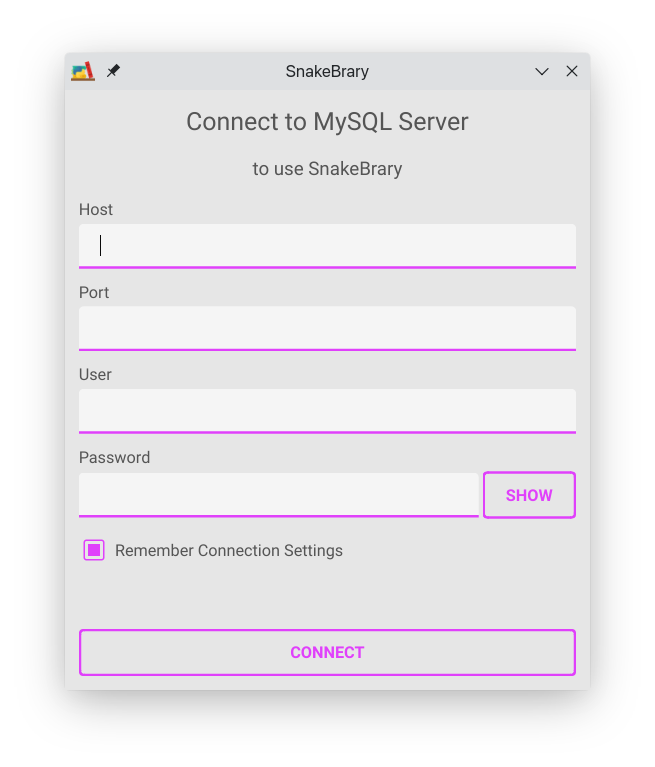 SnakeBrary
Connect to MySQL Server
to use SnakeBrary
Host
Port
User
Password
SHOW
Remember Connection Settings
CONNECT